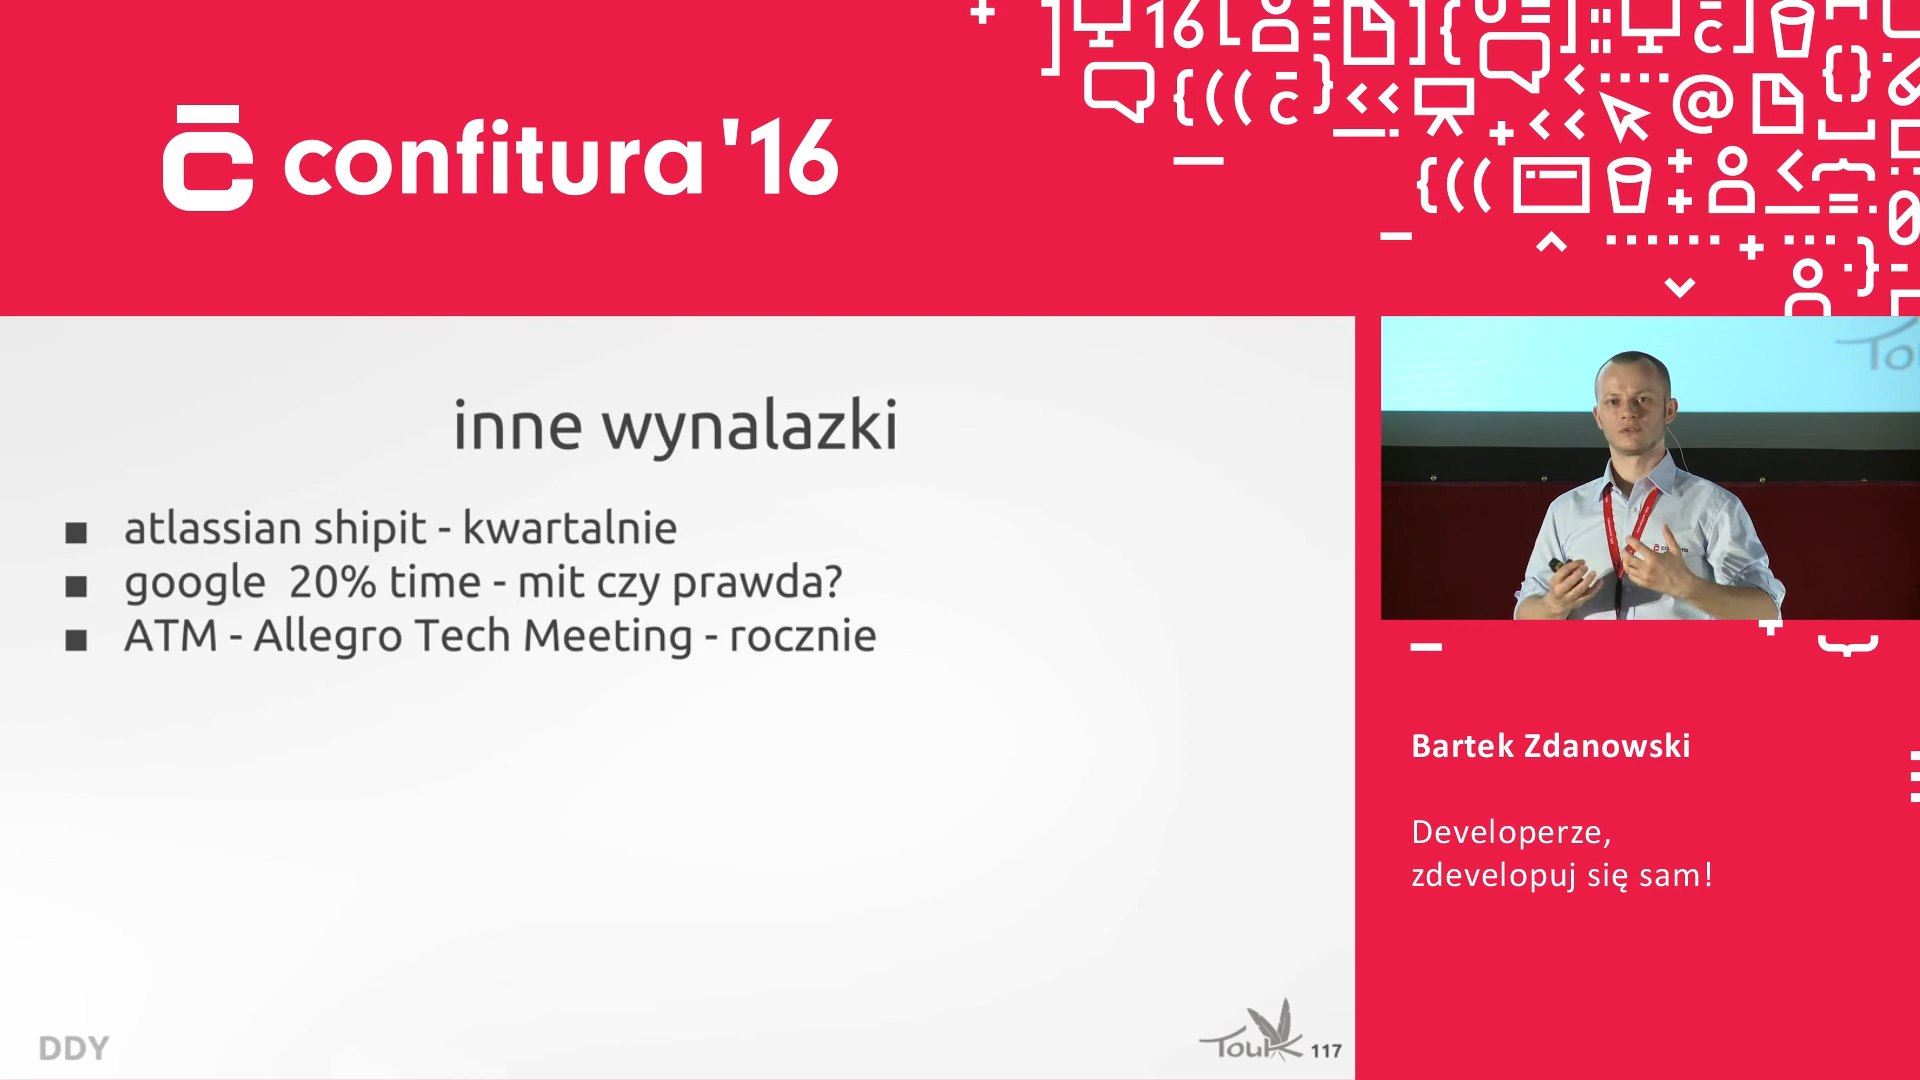 confitura '16
inne wynalazki
■ atlassian shipit - kwartalnie
■ google 20% time - mit czy prawda?
■ ATM - Allegro Tech Meeting - rocznie
DDY
Touk
117
Bartek Zdanowski
Developerze,
zdevelopuj się sam!